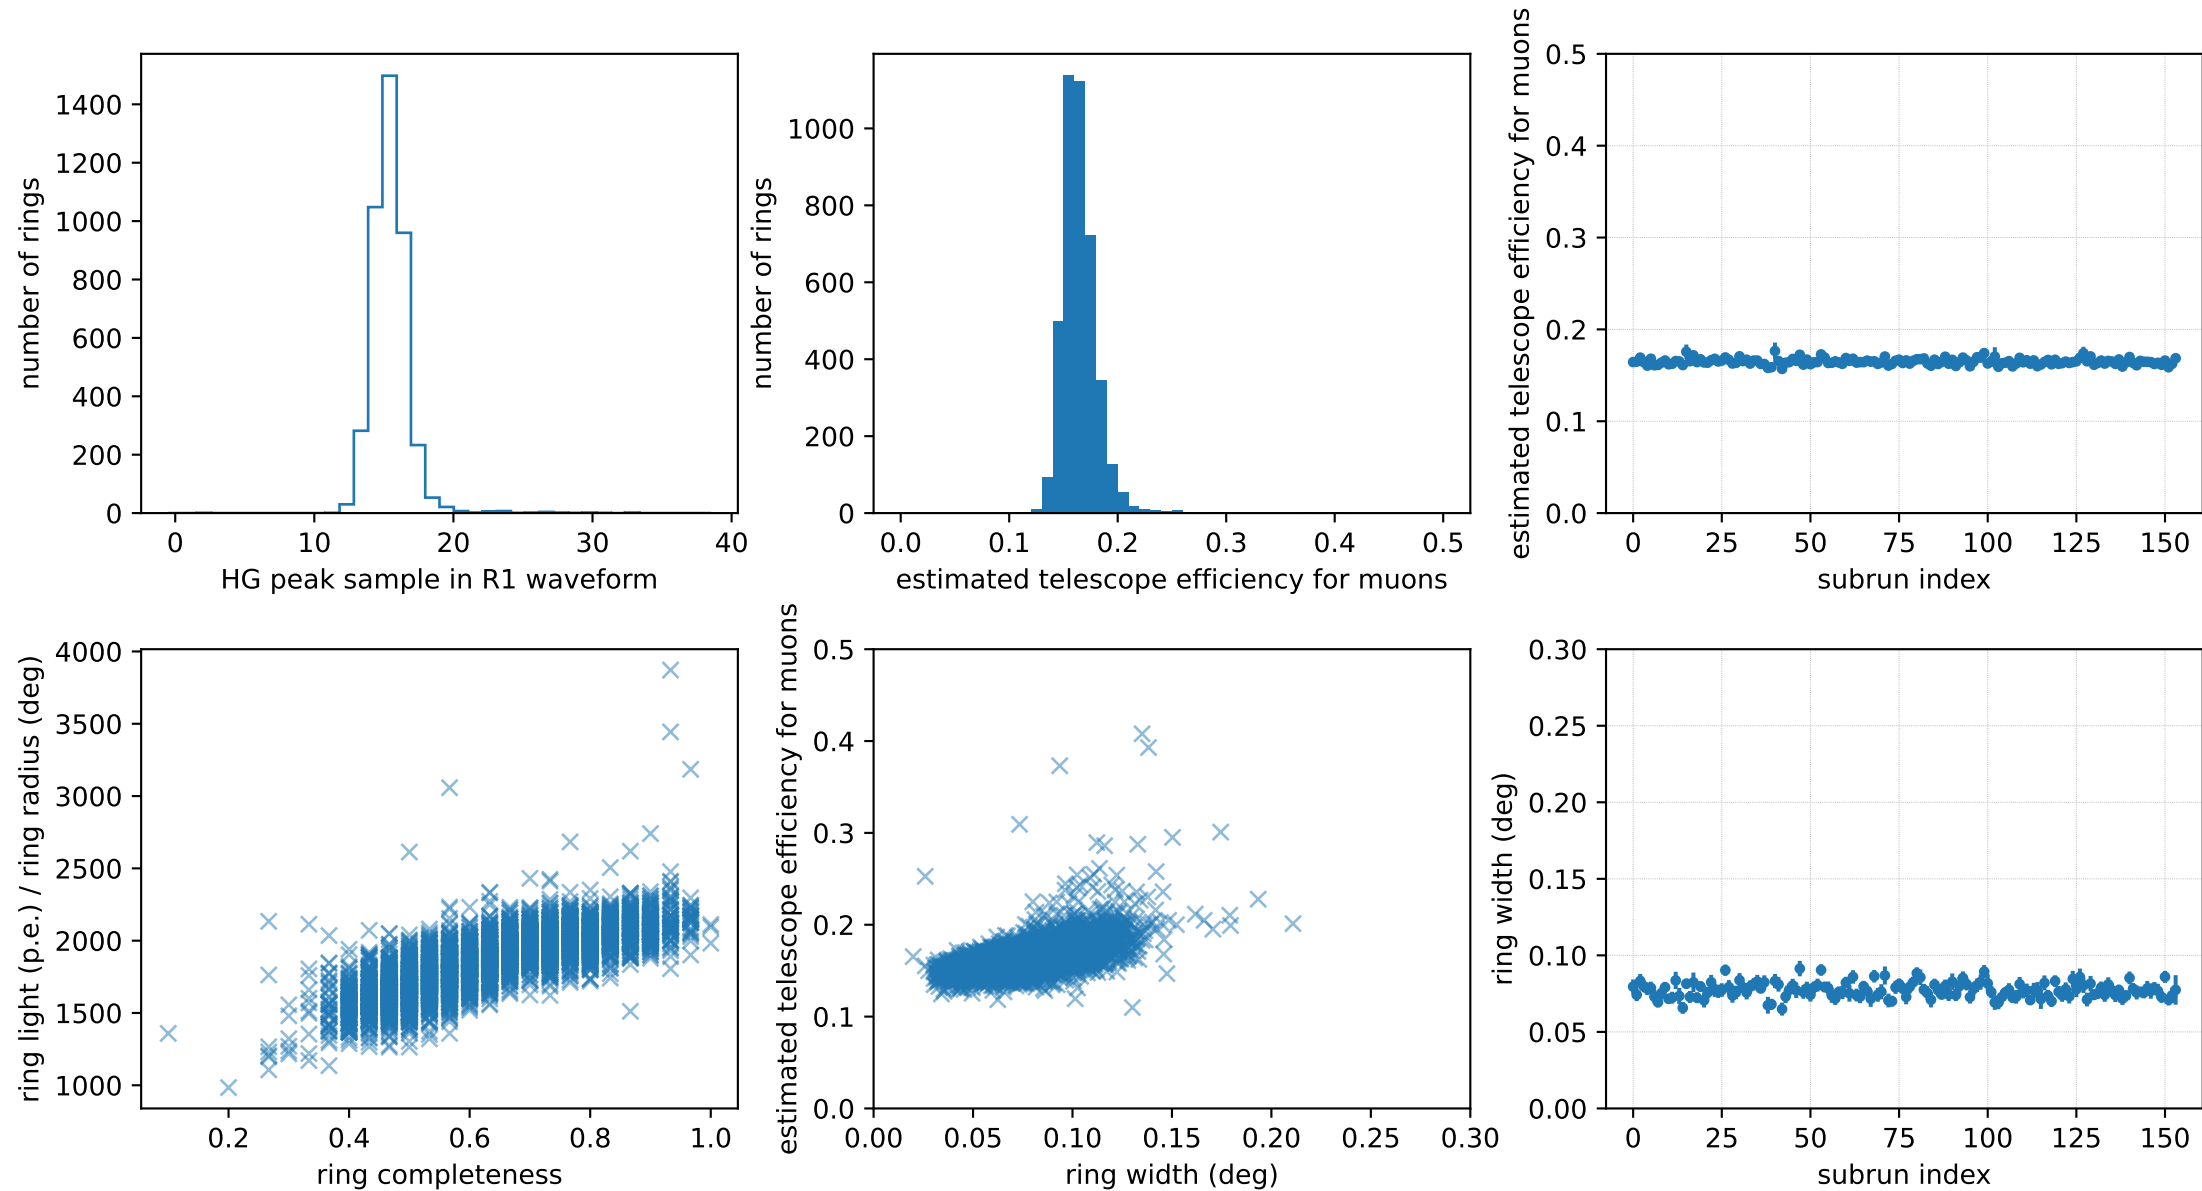 number of rings
1400
1200
1000
800
600
400
200
0
0 10 20 30 40
HG peak sample in R1 waveform
number of rings
1000
800
600
400
200
0
0.0 0.1 0.2 0.3 0.4 0.5
estimated telescope efficiency for muons
estimated telescope efficiency for muons
0.5
0.4
0.3
0.2
0.1
0.0
0 25 50 75 100 125 150
subrun index
ring light (p.e.) / ring radius (deg)
4000
3500
3000
2500
2000
1500
1000
0.2 0.4 0.6 0.8 1.0
ring completeness
estimated telescope efficiency for muons
0.5
0.4
0.3
0.2
0.1
0.0
0.00 0.05 0.10 0.15 0.20 0.25 0.30
ring width (deg)
ring width (deg)
0.30
0.25
0.20
0.15
0.10
0.05
0.00
0 25 50 75 100 125 150
subrun index